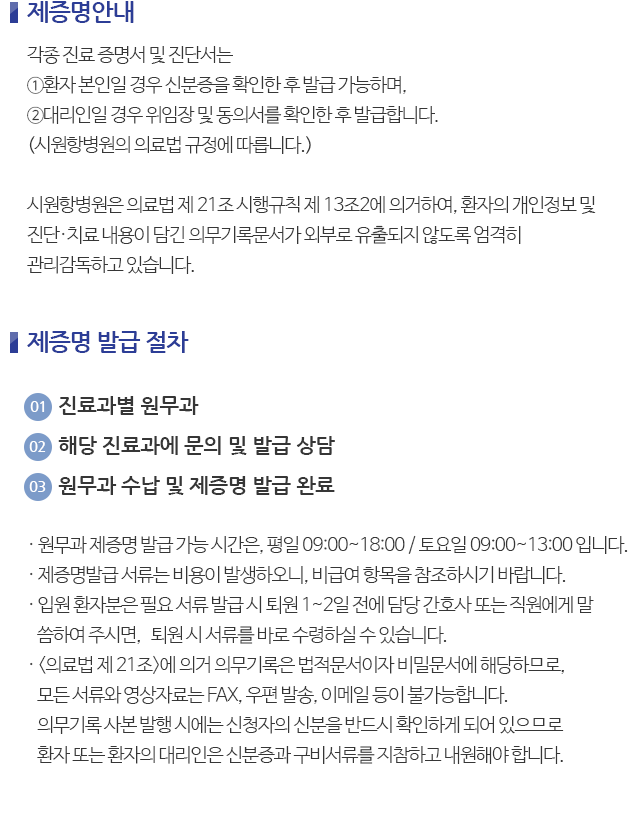 제증명안내
각종 진료 증명서 및 진단서는
①환자 본인일 경우 신분증을 확인한 후 발급 가능하며,
②대리인일 경우 위임장 및 동의서를 확인한 후 발급합니다.
(시원항병원의 의료법 규정에 따릅니다.)
시원항병원은 의료법 제 21조 시행규칙 제 13조2에 의거하여, 환자의 개인정보 및
진단·치료 내용이 담긴 의무기록문서가 외부로 유출되지 않도록 엄격히
관리감독하고 있습니다.
제증명 발급 절차
01 진료과별 원무과
02 해당 진료과에 문의 및 발급 상담
03 원무과 수납 및 제증명 발급 완료
· 원무과 제증명 발급 가능 시간은, 평일 09:00~18:00 / 토요일 09:00~13:00 입니다.
· 제증명발급 서류는 비용이 발생하오니, 비급여 항목을 참조하시기 바랍니다.
· 입원 환자분은 필요 서류 발급 시 퇴원 1~2일 전에 담당 간호사 또는 직원에게 말
씀하여 주시면, 퇴원 시 서류를 바로 수령하실 수 있습니다.
· <의료법 제 21조>에 의거 의무기록은 법적문서이자 비밀문서에 해당하므로,
모든 서류와 영상자료는 FAX, 우편 발송, 이메일 등이 불가능합니다.
의무기록 사본 발행 시에는 신청자의 신분을 반드시 확인하게 되어 있으므로
환자 또는 환자의 대리인은 신분증과 구비서류를 지참하고 내원해야 합니다.